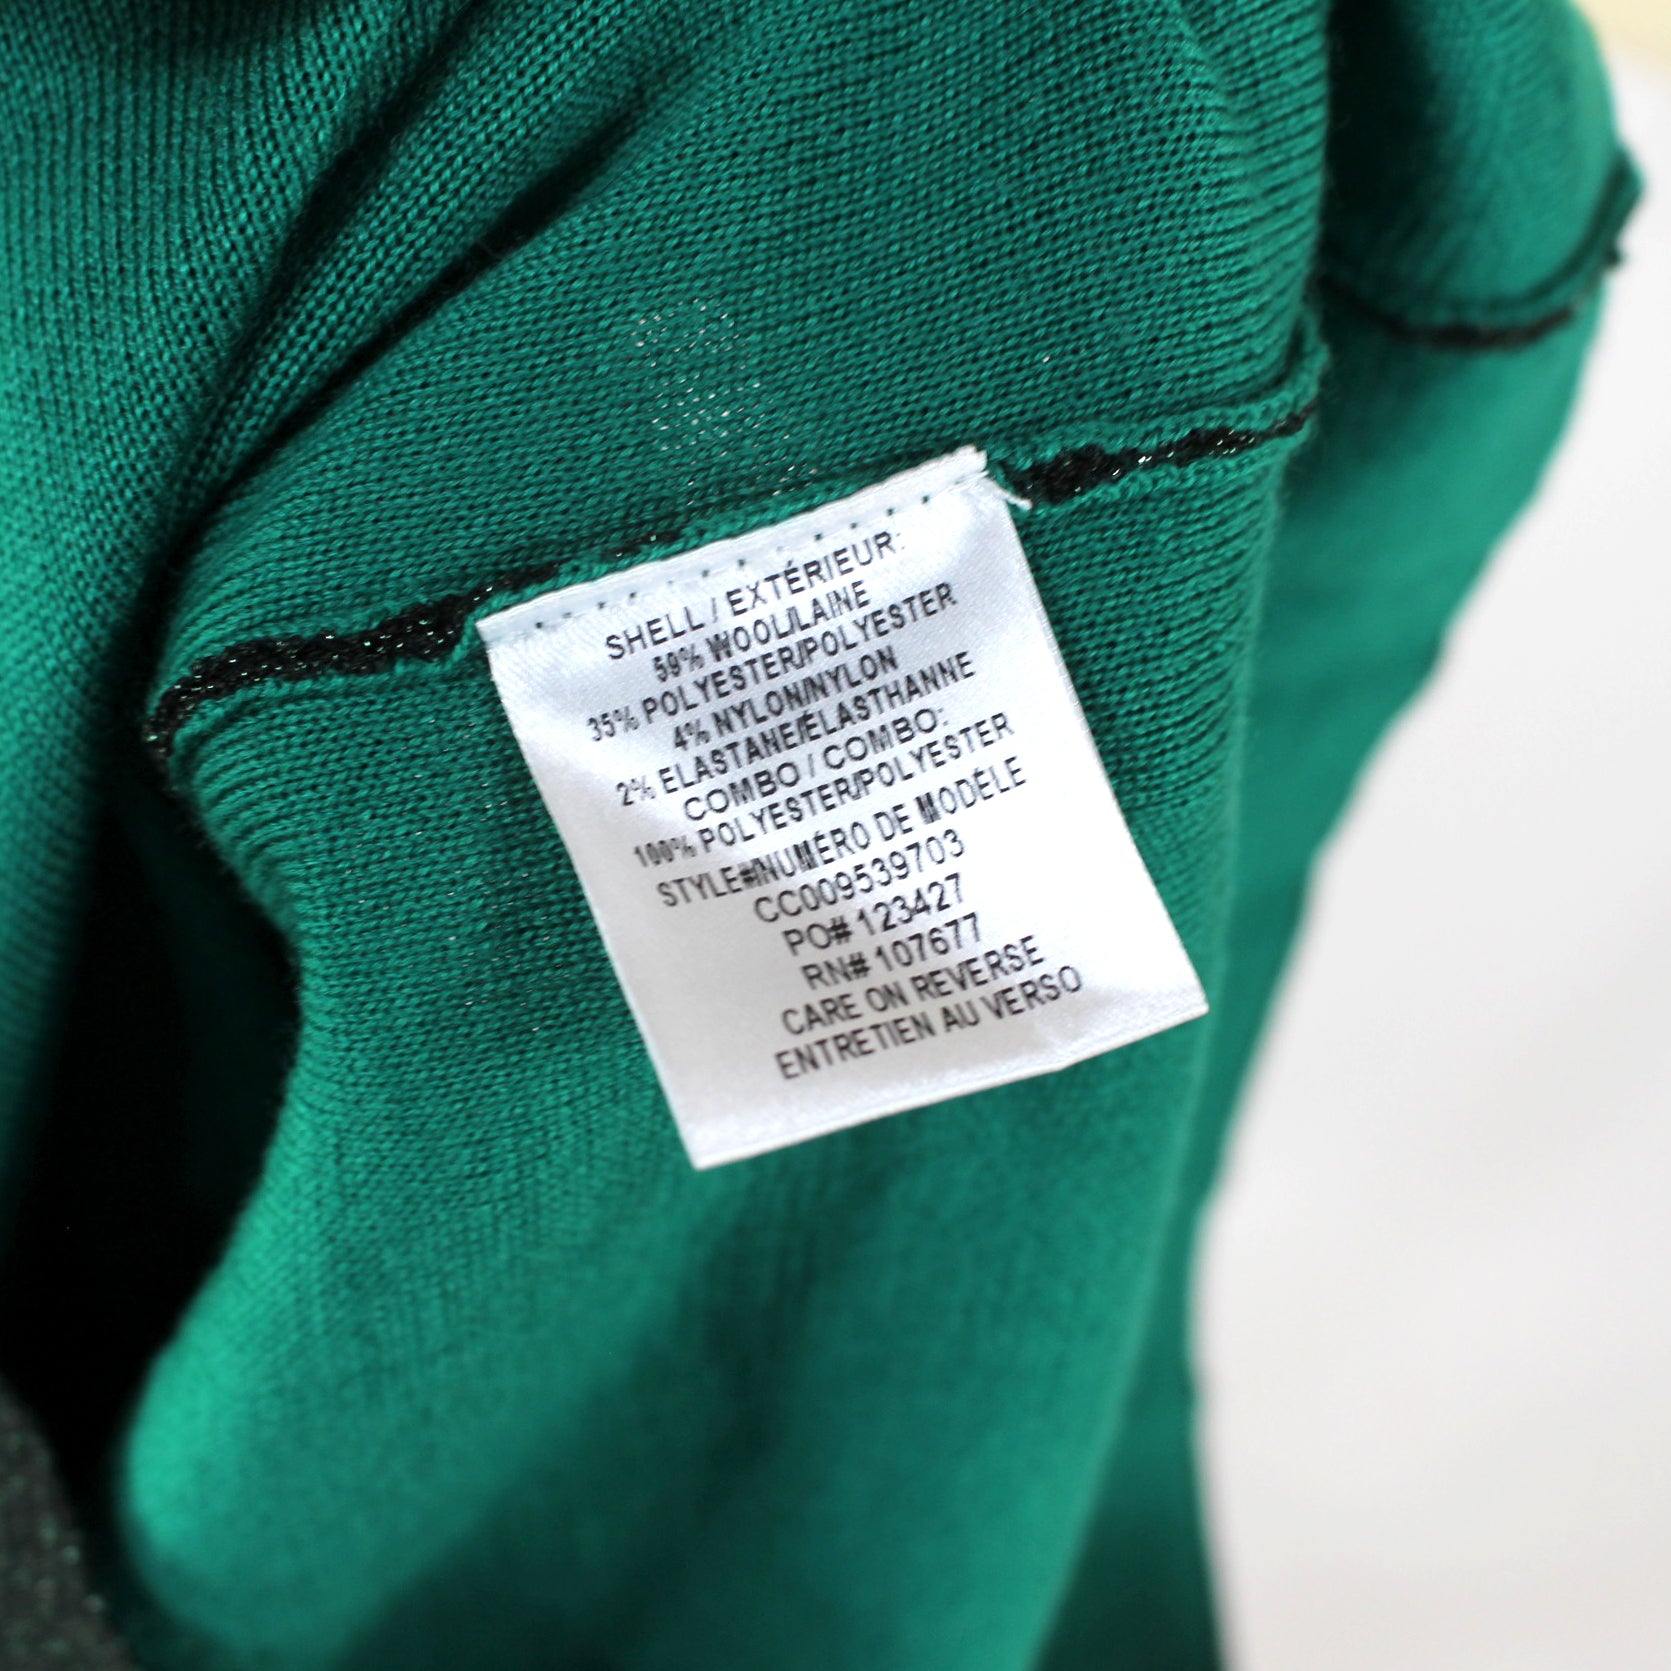 SHELL / EXTÉRIEUR:
59% WOOL/LAINE
35% POLYESTER/POLYESTER
4% NYLON/NYLON
2% ELASTANE/ÉLASTHANNE
COMBO / COMBO:
100% POLYESTER/POLYESTER
STYLE#/NUMÉRO DE MODÈLE
CC009539703
PO# 123427
RN# 107677
CARE ON REVERSE
ENTRETIEN AU VERSO